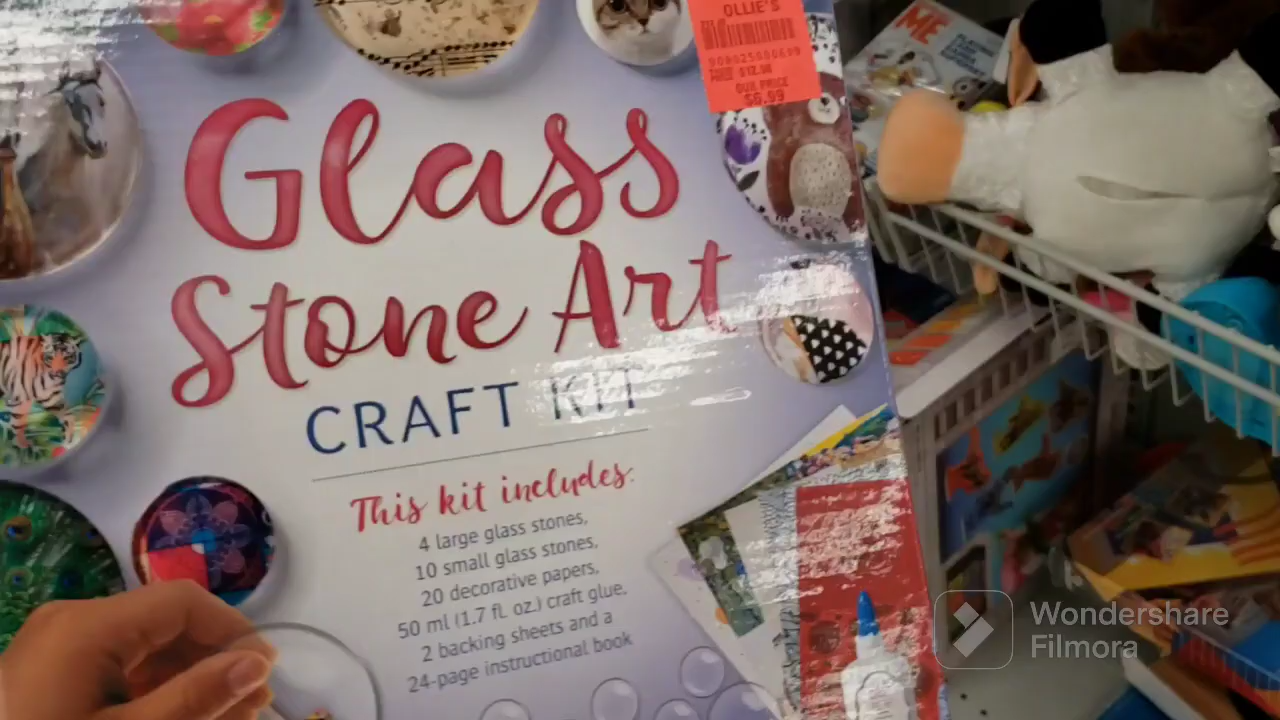 OLLIE'S
OUR PRICE
$6.99
ME
Glass
Stone Art
CRAFT KIT
This kit includes:
4 large glass stones,
10 small glass stones,
20 decorative papers,
50 ml (1.7 fl. oz.) craft glue,
2 backing sheets and a
24-page instructional book
Wondershare
Filmora